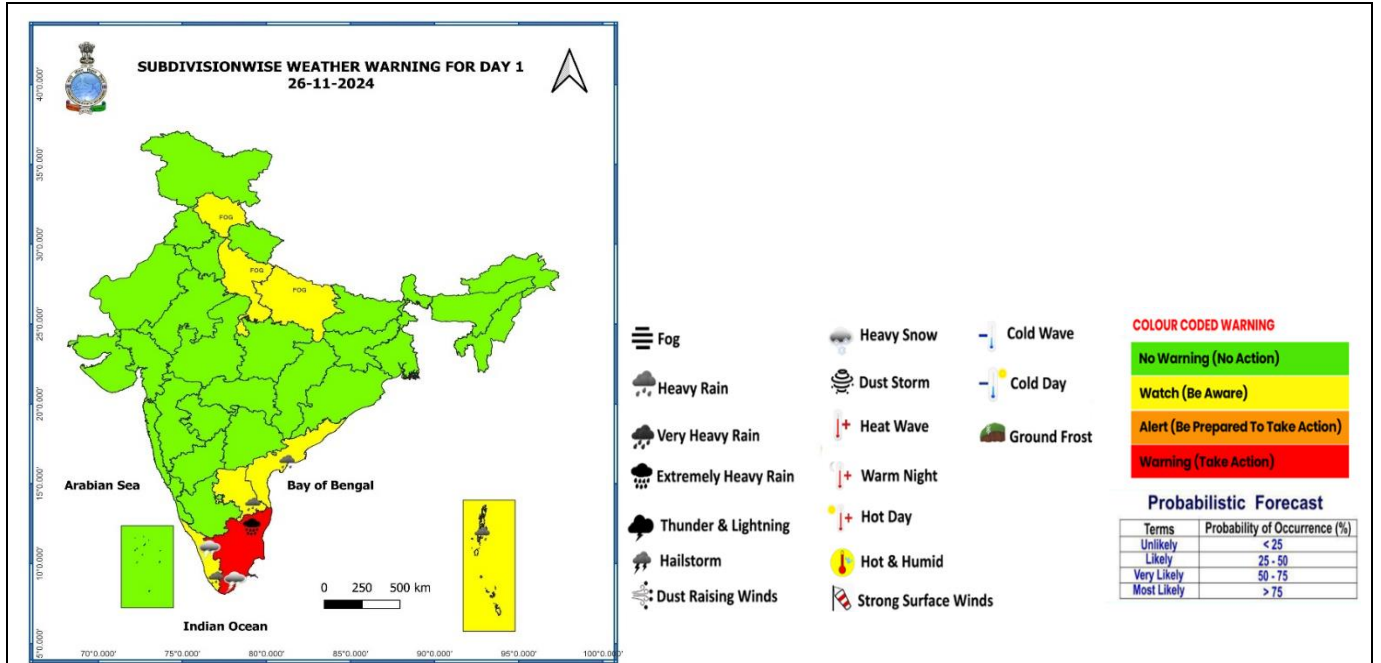 SUBDIVISIONWISE WEATHER WARNING FOR DAY 1
26-11-2024
40°0.000'
35°0.000'
30°0.000'
25°0.000'
20°0.000'
15°0.000'
10°0.000'
5°0.000'
FOG
FOG
FOG
Arabian Sea
Bay of Bengal
0 250 500 km
Indian Ocean
70°0.000' 75°0.000' 80°0.000' 85°0.000' 90°0.000' 95°0.000' 100°0.000'
Fog
Heavy Rain
Very Heavy Rain
Extremely Heavy Rain
Thunder & Lightning
Hailstorm
Dust Raising Winds
Heavy Snow
Dust Storm
Heat Wave
Warm Night
Hot Day
Hot & Humid
Strong Surface Winds
Cold Wave
Cold Day
Ground Frost
COLOUR CODED WARNING
No Warning (No Action)
Watch (Be Aware)
Alert (Be Prepared To Take Action)
Warning (Take Action)
Probabilistic Forecast
Terms Probability of Occurrence (%)
Unlikely < 25
Likely 25 - 50
Very Likely 50 - 75
Most Likely > 75